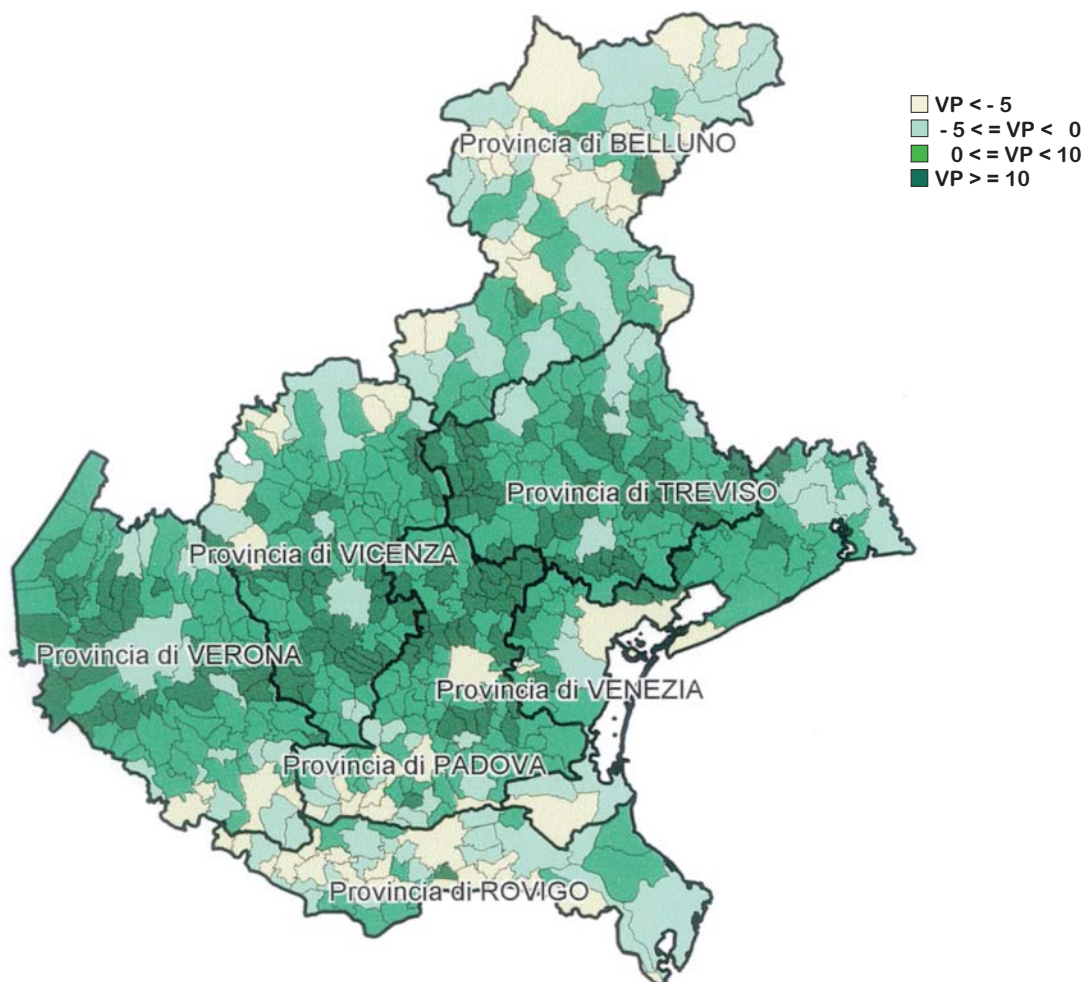 VP < - 5
- 5 < = VP < 0
0 < = VP < 10
VP > = 10
Provincia di BELLUNO
Provincia di TREVISO
Provincia di VICENZA
Provincia di VERONA
Provincia di VENEZIA
Provincia di PADOVA
Provincia di ROVIGO